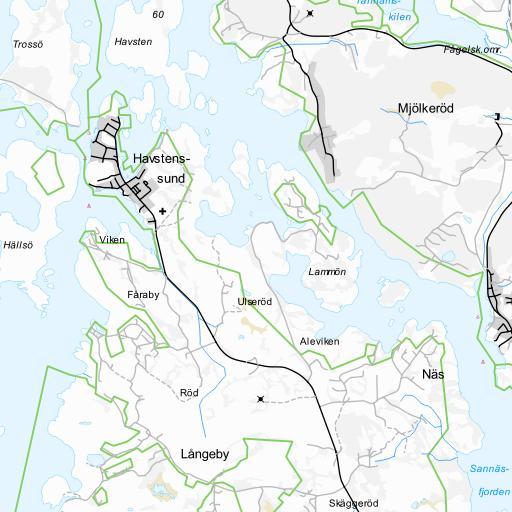 Tannams-
kilen
60
Trossö
Havsten
Fågelsk.omr.
Mjölkeröd
Havstens-
sund
Hällsö
Viken
Lammön
Fåraby
Ulseröd
Aleviken
Näs
Röd
Långeby
Sannäs-
fjorden
Skäggeröd